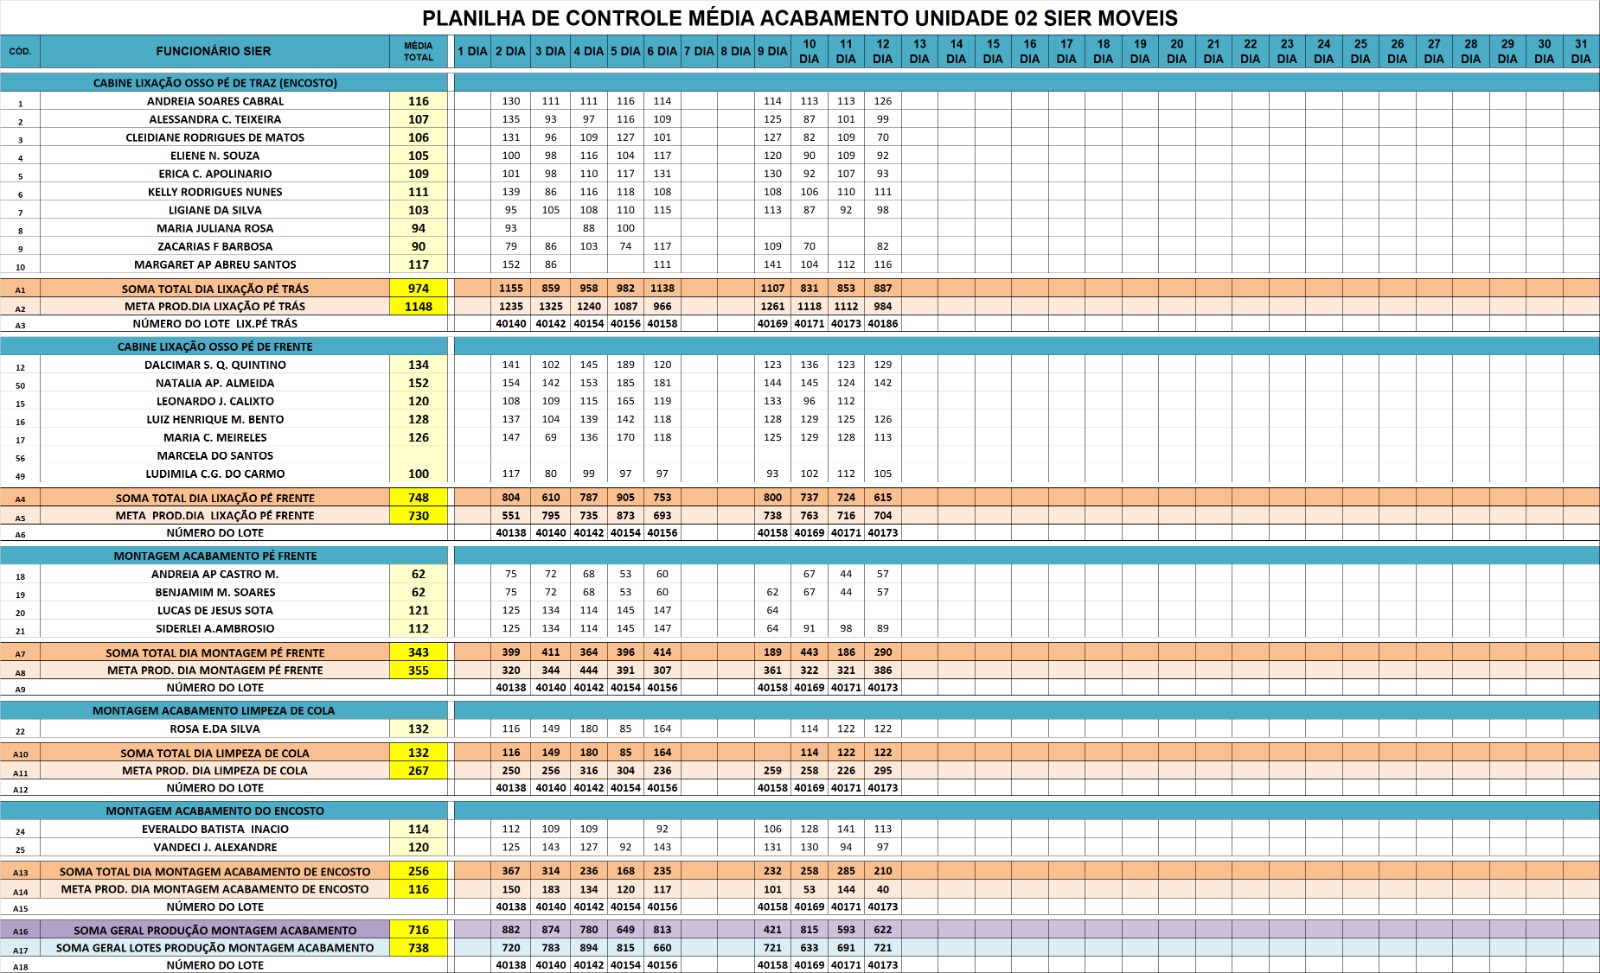 PLANILHA DE CONTROLE MÉDIA ACABAMENTO UNIDADE 02 SIER MOVEIS
CÓD. FUNCIONÁRIO SIER MÉDIA TOTAL 1 DIA 2 DIA 3 DIA 4 DIA 5 DIA 6 DIA 7 DIA 8 DIA 9 DIA 10 DIA 11 DIA 12 DIA 13 DIA 14 DIA 15 DIA 16 DIA 17 DIA 18 DIA 19 DIA 20 DIA 21 DIA 22 DIA 23 DIA 24 DIA 25 DIA 26 DIA 27 DIA 28 DIA 29 DIA 30 DIA 31 DIA
CABINE LIXAÇÃO OSSO PÉ DE TRAZ (ENCOSTO)
1 ANDREIA SOARES CABRAL 116 130 111 111 116 114 114 113 113 126
2 ALESSANDRA C. TEIXEIRA 107 135 93 97 116 109 125 87 101 99
3 CLEIDIANE RODRIGUES DE MATOS 106 131 96 109 127 101 127 82 109 70
4 ELIENE N. SOUZA 105 100 98 116 104 117 120 90 109 92
5 ERICA C. APOLINARIO 109 101 98 110 117 131 130 92 107 93
6 KELLY RODRIGUES NUNES 111 139 86 116 118 108 108 106 110 111
7 LIGIANE DA SILVA 103 95 105 108 110 115 113 87 92 98
8 MARIA JULIANA ROSA 94 93 88 100
9 ZACARIAS F BARBOSA 90 79 86 103 74 117 109 70 82
10 MARGARET AP ABREU SANTOS 117 152 86 111 141 104 112 116
A1 SOMA TOTAL DIA LIXAÇÃO PÉ TRÁS 974 1155 859 958 982 1138 1107 831 853 887
A2 META PROD.DIA LIXAÇÃO PÉ TRÁS 1148 1235 1325 1240 1087 966 1261 1118 1112 984
A3 NÚMERO DO LOTE LIX.PÉ TRÁS 40140 40142 40154 40156 40158 40169 40171 40173 40186
CABINE LIXAÇÃO OSSO PÉ DE FRENTE
12 DALCIMAR S. Q. QUINTINO 134 141 102 145 189 120 123 136 123 129
50 NATALIA AP. ALMEIDA 152 154 142 153 185 181 144 145 124 142
15 LEONARDO J. CALIXTO 120 108 109 115 165 119 133 96 112
16 LUIZ HENRIQUE M. BENTO 128 137 104 139 142 118 128 129 125 126
17 MARIA C. MEIRELES 126 147 69 136 170 118 125 129 128 113
56 MARCELA DO SANTOS
49 LUDIMILA C.G. DO CARMO 100 117 80 99 97 97 93 102 112 105
A4 SOMA TOTAL DIA LIXAÇÃO PÉ FRENTE 748 804 610 787 905 753 800 737 724 615
A5 META PROD.DIA LIXAÇÃO PÉ FRENTE 730 551 795 735 873 693 738 763 716 704
A6 NÚMERO DO LOTE 40138 40140 40142 40154 40156 40158 40169 40171 40173
MONTAGEM ACABAMENTO PÉ FRENTE
18 ANDREIA AP CASTRO M. 62 75 72 68 53 60 67 44 57
19 BENJAMIM M. SOARES 62 75 72 68 53 60 62 67 44 57
20 LUCAS DE JESUS SOTA 121 125 134 114 145 147 64
21 SIDERLEI A.AMBROSIO 112 125 134 114 145 147 64 91 98 89
A7 SOMA TOTAL DIA MONTAGEM PÉ FRENTE 343 399 411 364 396 414 189 443 186 290
A8 META PROD. DIA MONTAGEM PÉ FRENTE 355 320 344 444 391 307 361 322 321 386
A9 NÚMERO DO LOTE 40138 40140 40142 40154 40156 40158 40169 40171 40173
MONTAGEM ACABAMENTO LIMPEZA DE COLA
22 ROSA E.DA SILVA 132 116 149 180 85 164 114 122 122
A10 SOMA TOTAL DIA LIMPEZA DE COLA 132 116 149 180 85 164 114 122 122
A11 META PROD. DIA LIMPEZA DE COLA 267 250 256 316 304 236 259 258 226 295
A12 NÚMERO DO LOTE 40138 40140 40142 40154 40156 40158 40169 40171 40173
MONTAGEM ACABAMENTO DO ENCOSTO
24 EVERALDO BATISTA INACIO 114 112 109 109 92 106 128 141 113
25 VANDECI J. ALEXANDRE 120 125 143 127 92 143 131 130 94 97
A13 SOMA TOTAL DIA MONTAGEM ACABAMENTO DE ENCOSTO 256 367 314 236 168 235 232 258 285 210
A14 META PROD. DIA MONTAGEM ACABAMENTO DE ENCOSTO 116 150 183 134 120 117 101 53 144 40
A15 NÚMERO DO LOTE 40138 40140 40142 40154 40156 40158 40169 40171 40173
A16 SOMA GERAL PRODUÇÃO MONTAGEM ACABAMENTO 716 882 874 780 649 813 421 815 593 622
A17 SOMA GERAL LOTES PRODUÇÃO MONTAGEM ACABAMENTO 738 720 783 894 815 660 721 633 691 721
A18 NÚMERO DO LOTE 40138 40140 40142 40154 40156 40158 40169 40171 40173